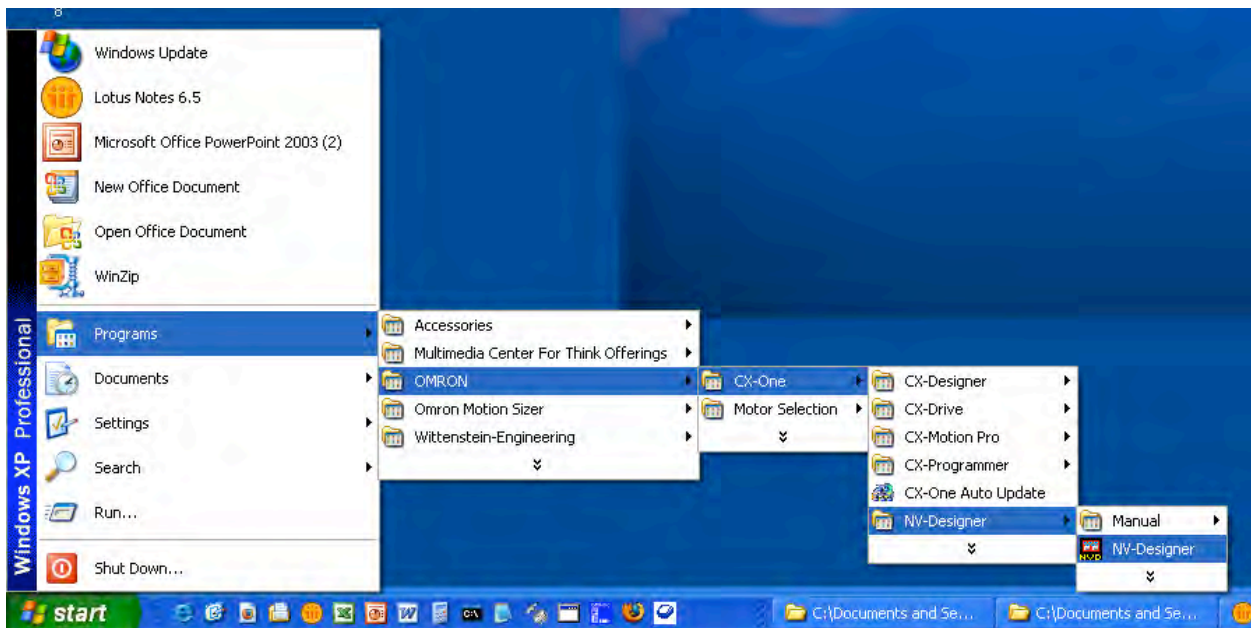 8
Windows Update
Lotus Notes 6.5
Microsoft Office PowerPoint 2003 (2)
New Office Document
Open Office Document
WinZip
Programs
Documents
Settings
Search
Run...
Shut Down...
Windows XP Professional
Accessories
Multimedia Center For Think Offerings
OMRON
Omron Motion Sizer
Wittenstein-Engineering
CX-One
Motor Selection
CX-Designer
CX-Drive
CX-Motion Pro
CX-Programmer
CX-One Auto Update
NV-Designer
Manual
NVD
NV-Designer
start
C:\Documents and Se...
C:\Documents and Se...